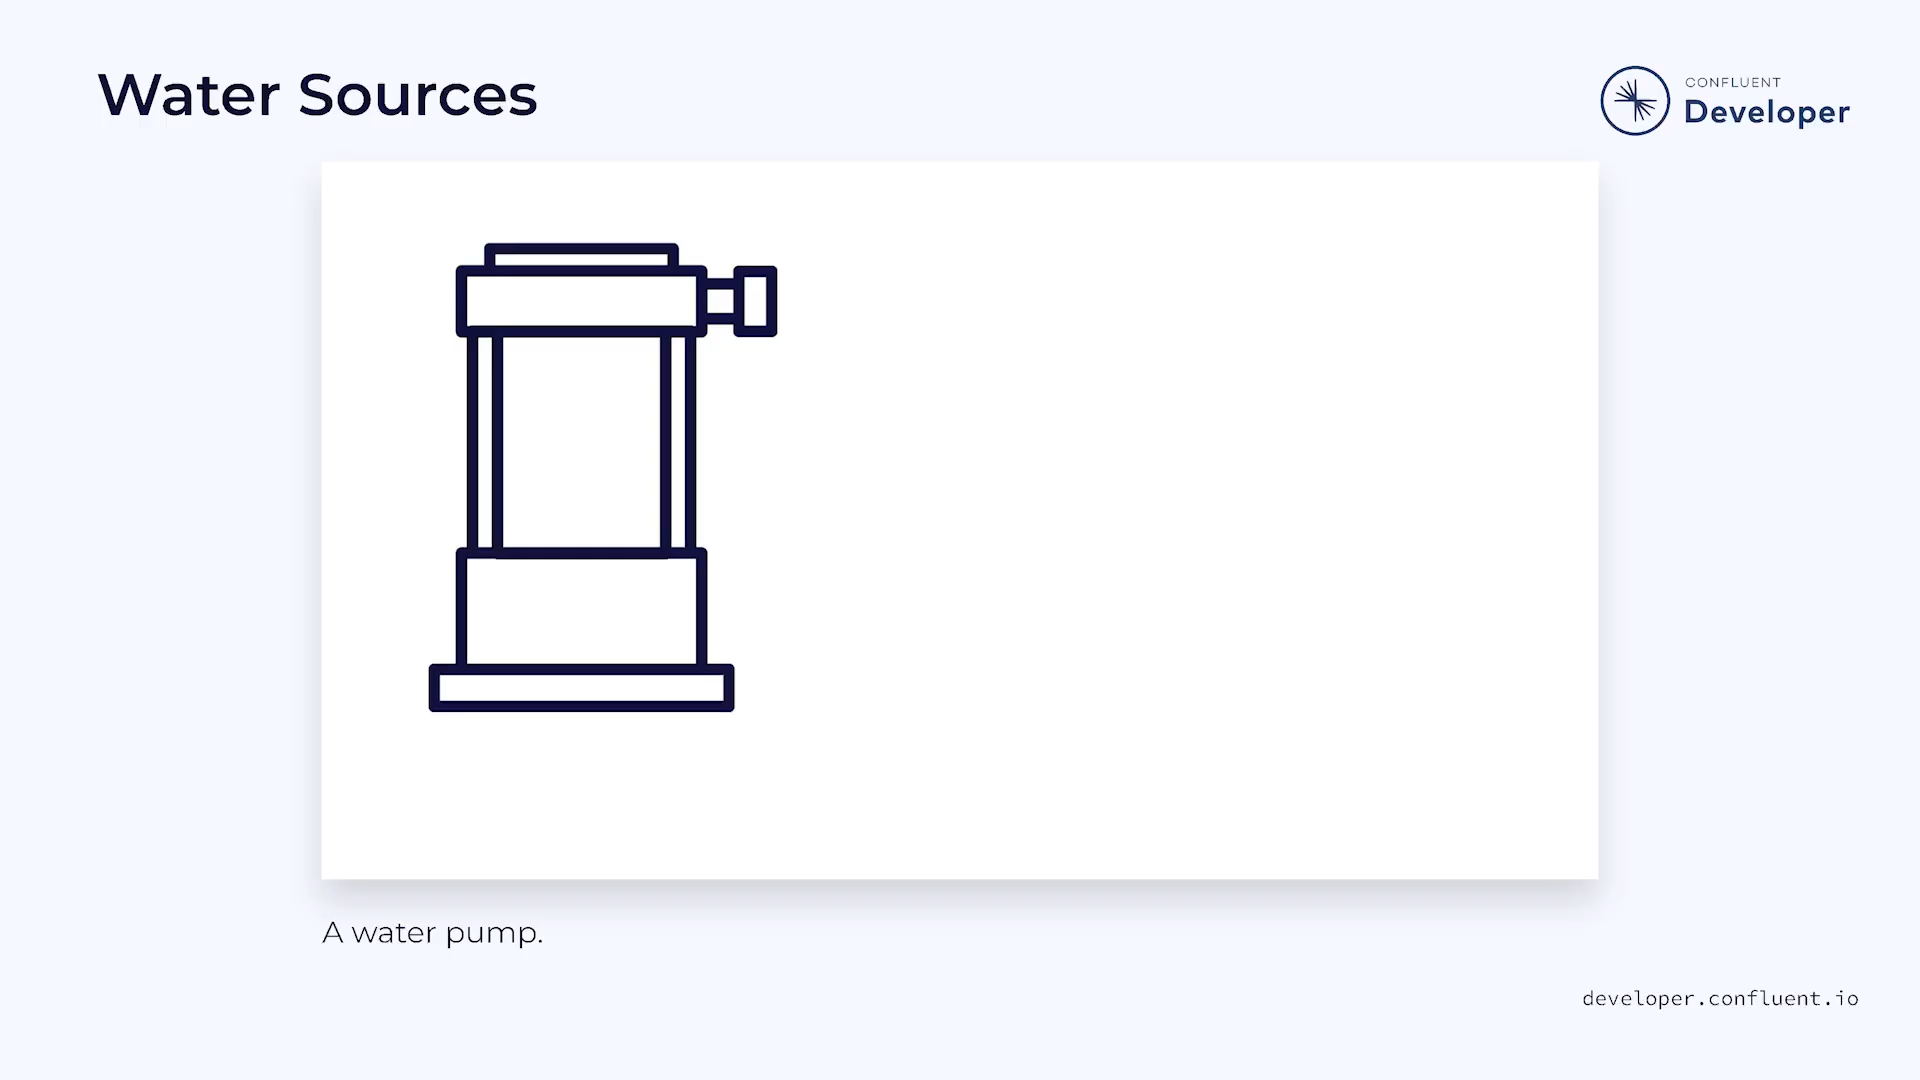 Water Sources
CONFLUENT
Developer
A water pump.
developer.confluent.io